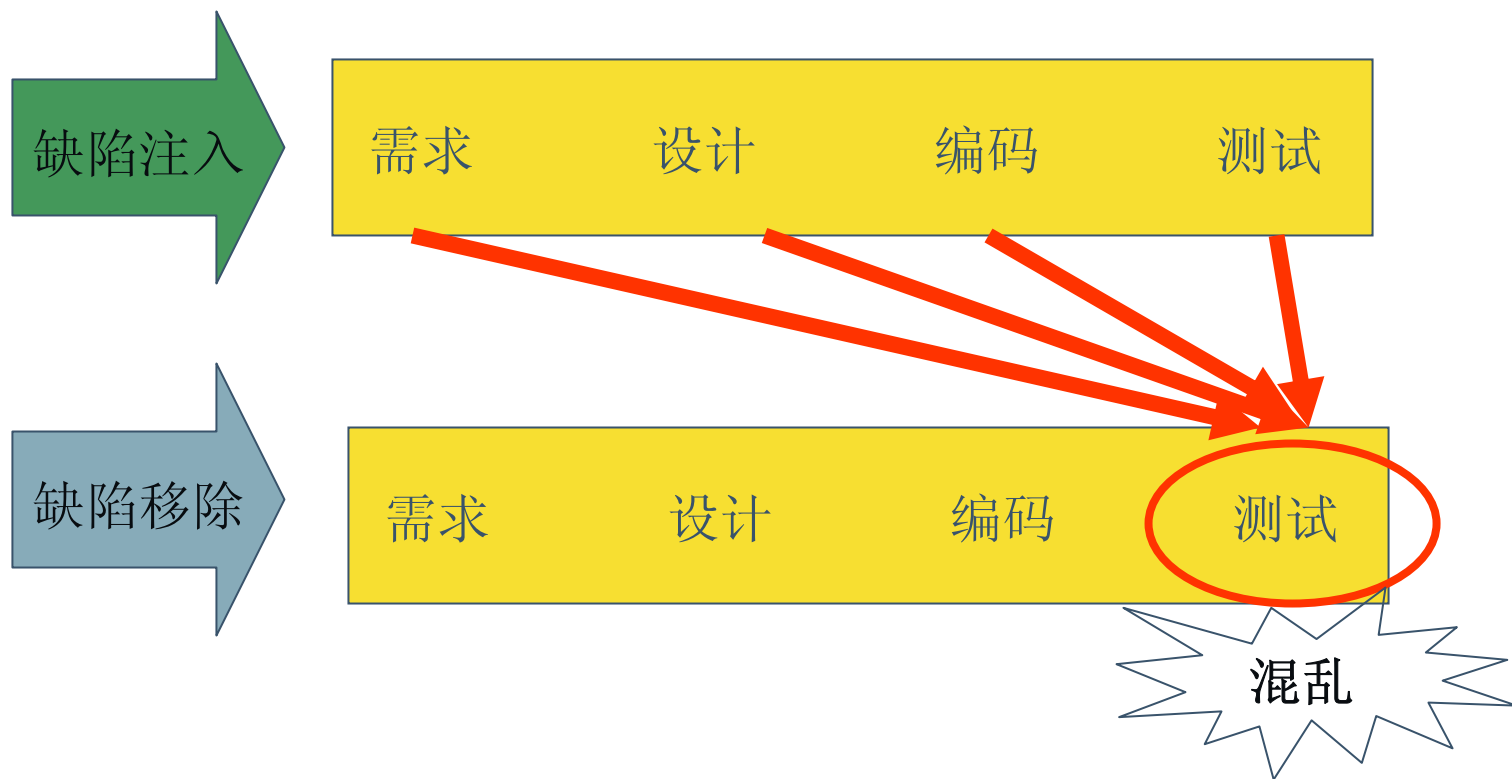 缺陷注入
需求 设计 编码 测试
缺陷移除
需求 设计 编码 测试
混乱